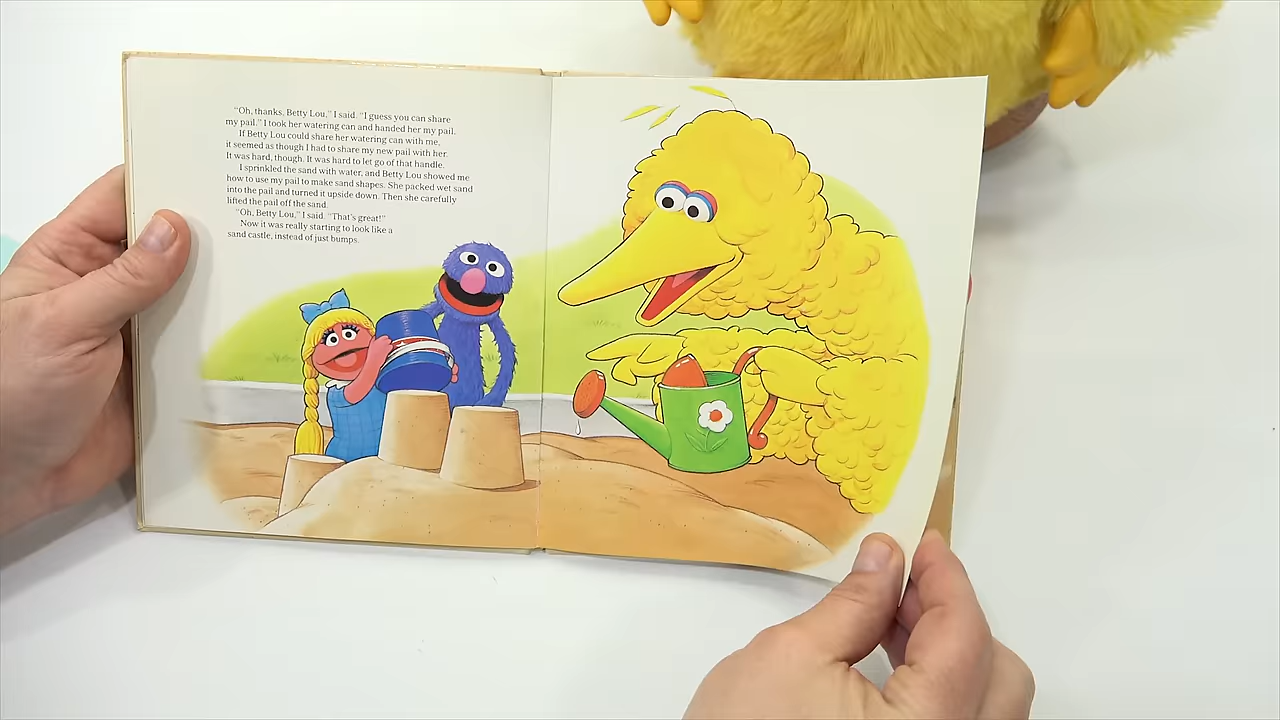 "Oh, thanks, Betty Lou," I said. "I guess you can share
my pail." I took her watering can and handed her my pail.
If Betty Lou could share her watering can with me,
it seemed as though I had to share my new pail with her.
It was hard, though. It was hard to let go of that handle.
I sprinkled the sand with water, and Betty Lou showed me
how to use my pail to make sand shapes. She packed wet sand
into the pail and turned it upside down. Then she carefully
lifted the pail off the sand.
"Oh, Betty Lou," I said. "That's great!"
Now it was really starting to look like a
sand castle, instead of just bumps.